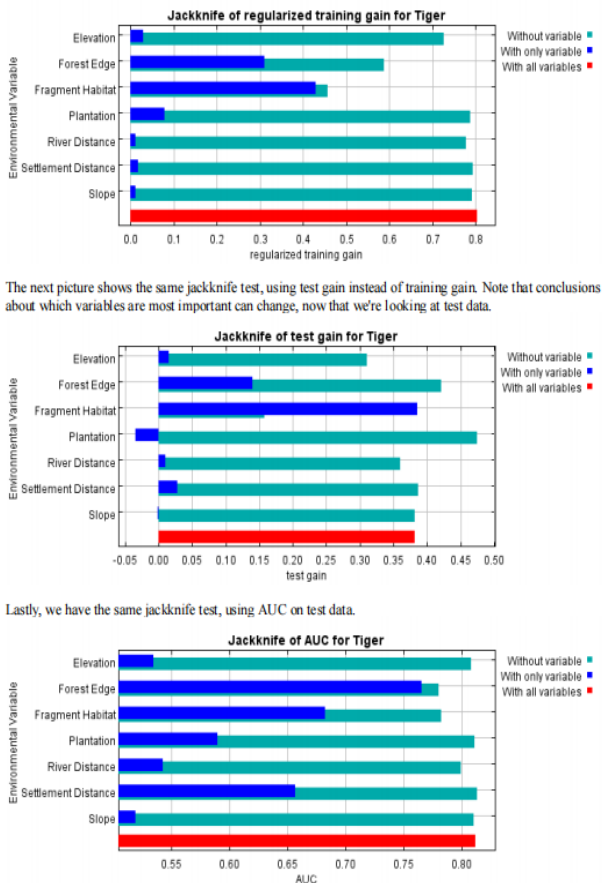 Jackknife of regularized training gain for Tiger
Elevation
Forest Edge
Fragment Habitat
Plantation
River Distance
Settlement Distance
Slope
Environmental Variable
Without variable
With only variable
With all variables
0.0 0.1 0.2 0.3 0.4 0.5 0.6 0.7 0.8
regularized training gain
The next picture shows the same jackknife test, using test gain instead of training gain. Note that conclusions
about which variables are most important can change, now that we're looking at test data.
Jackknife of test gain for Tiger
Elevation
Forest Edge
Fragment Habitat
Plantation
River Distance
Settlement Distance
Slope
Environmental Variable
Without variable
With only variable
With all variables
-0.05 0.00 0.05 0.10 0.15 0.20 0.25 0.30 0.35 0.40 0.45 0.50
test gain
Lastly, we have the same jackknife test, using AUC on test data.
Jackknife of AUC for Tiger
Elevation
Forest Edge
Fragment Habitat
Plantation
River Distance
Settlement Distance
Slope
Environmental Variable
Without variable
With only variable
With all variables
0.55 0.60 0.65 0.70 0.75 0.80
AUC